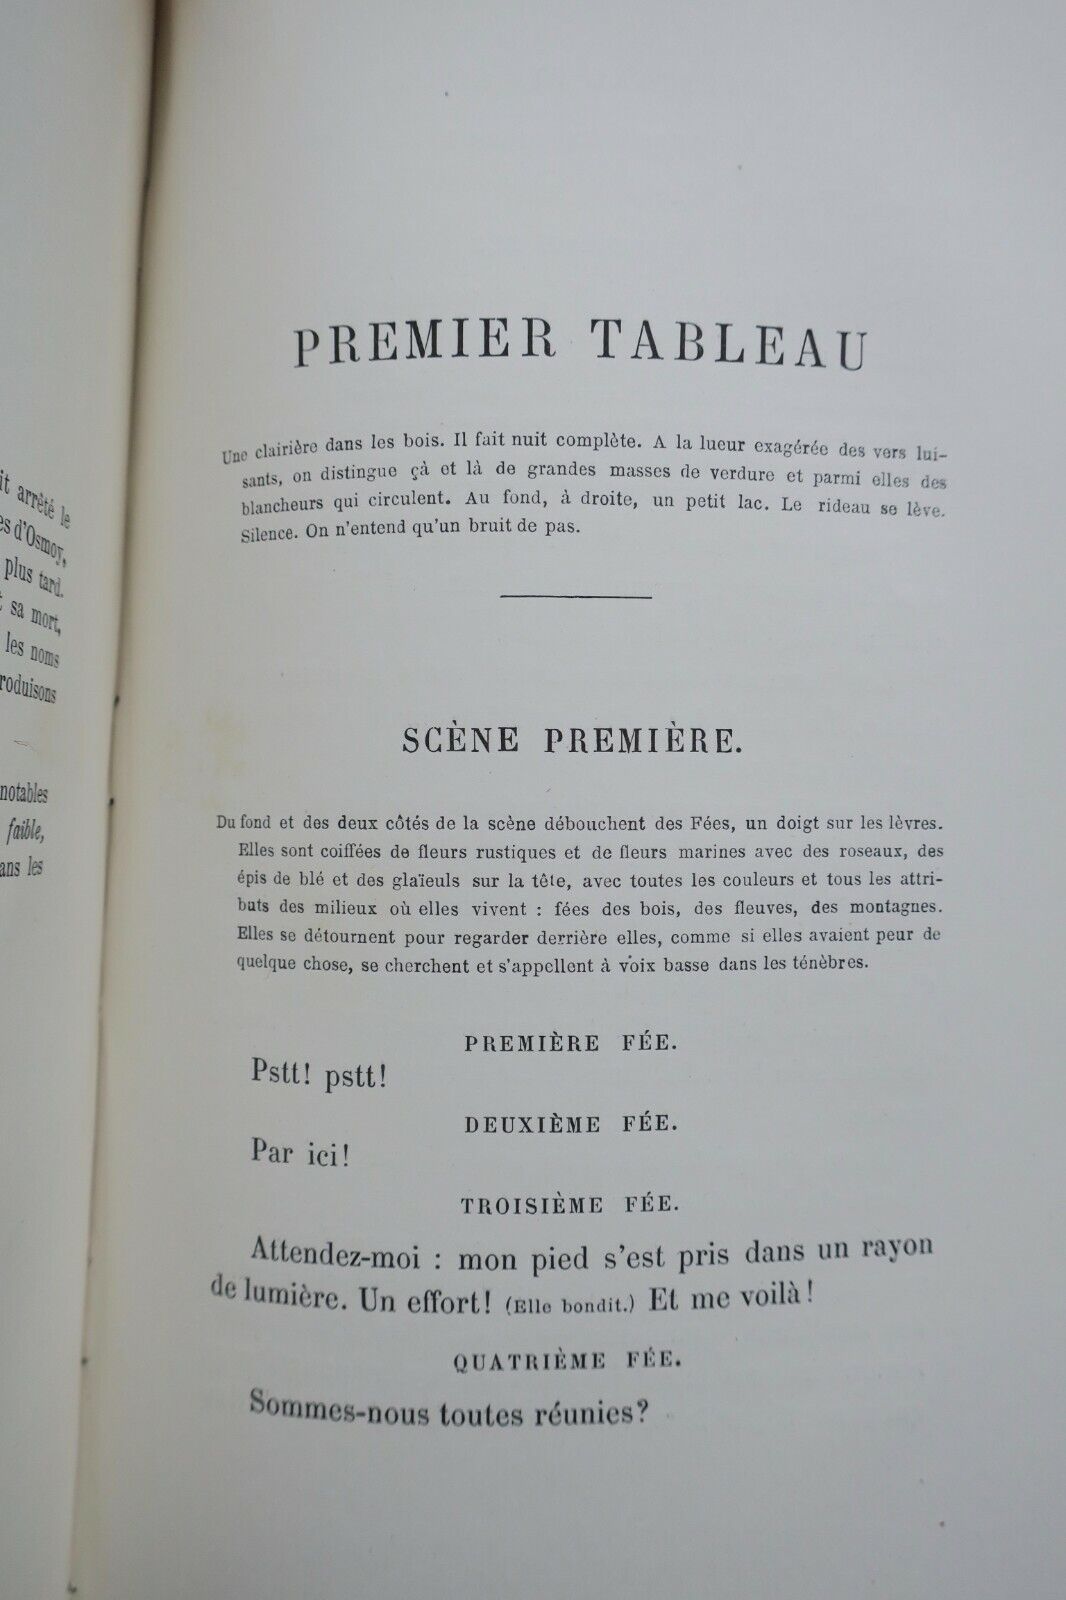 it arrêté le
es d'Osmoy,
plus tard.
sa mort,
les noms
roduisons
notables
faible,
ans les
PREMIER TABLEAU
Une clairière dans les bois. Il fait nuit complète. A la lueur exagérée des vers lui-
sants, on distingue çà et là de grandes masses de verdure et parmi elles des
blancheurs qui circulent. Au fond, à droite, un petit lac. Le rideau se lève.
Silence. On n'entend qu'un bruit de pas.
SCÈNE PREMIÈRE.
Du fond et des deux côtés de la scène débouchent des Fées, un doigt sur les lèvres.
Elles sont coiffées de fleurs rustiques et de fleurs marines avec des roseaux, des
épis de blé et des glaïeuls sur la tête, avec toutes les couleurs et tous les attri-
buts des milieux où elles vivent : fées des bois, des fleuves, des montagnes.
Elles se détournent pour regarder derrière elles, comme si elles avaient peur de
quelque chose, se cherchent et s'appellent à voix basse dans les ténèbres.
PREMIÈRE FÉE.
Pstt! pstt!
DEUXIÈME FÉE.
Par ici!
TROISIÈME FÉE.
Attendez-moi : mon pied s'est pris dans un rayon
de lumière. Un effort! (Elle bondit.) Et me voilà!
QUATRIÈME FÉE.
Sommes-nous toutes réunies?